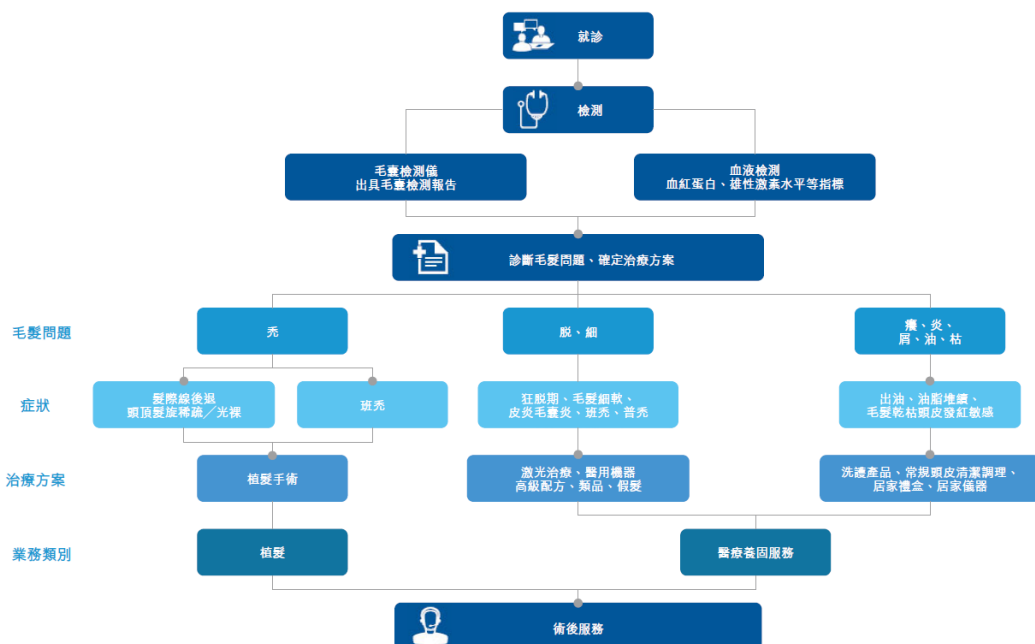 就診
檢測
毛囊檢測儀
出具毛囊檢測報告
血液檢測
血紅蛋白、雄性激素水平等指標
診斷毛髮問題、確定治療方案
毛髮問題
禿
脫、細
癢、炎、
屑、油、枯
症狀
髮際線後退
頭頂髮旋稀疏／光裸
班禿
狂脫期、毛髮細軟、
皮炎毛囊炎、班禿、普禿
出油、油脂堆積、
毛髮乾枯頭皮發紅敏感
治療方案
植髮手術
激光治療、醫用機器
高級配方、類品、假髮
洗護產品、常規頭皮清潔調理、
居家禮盒、居家儀器
業務類別
植髮
醫療養固服務
術後服務